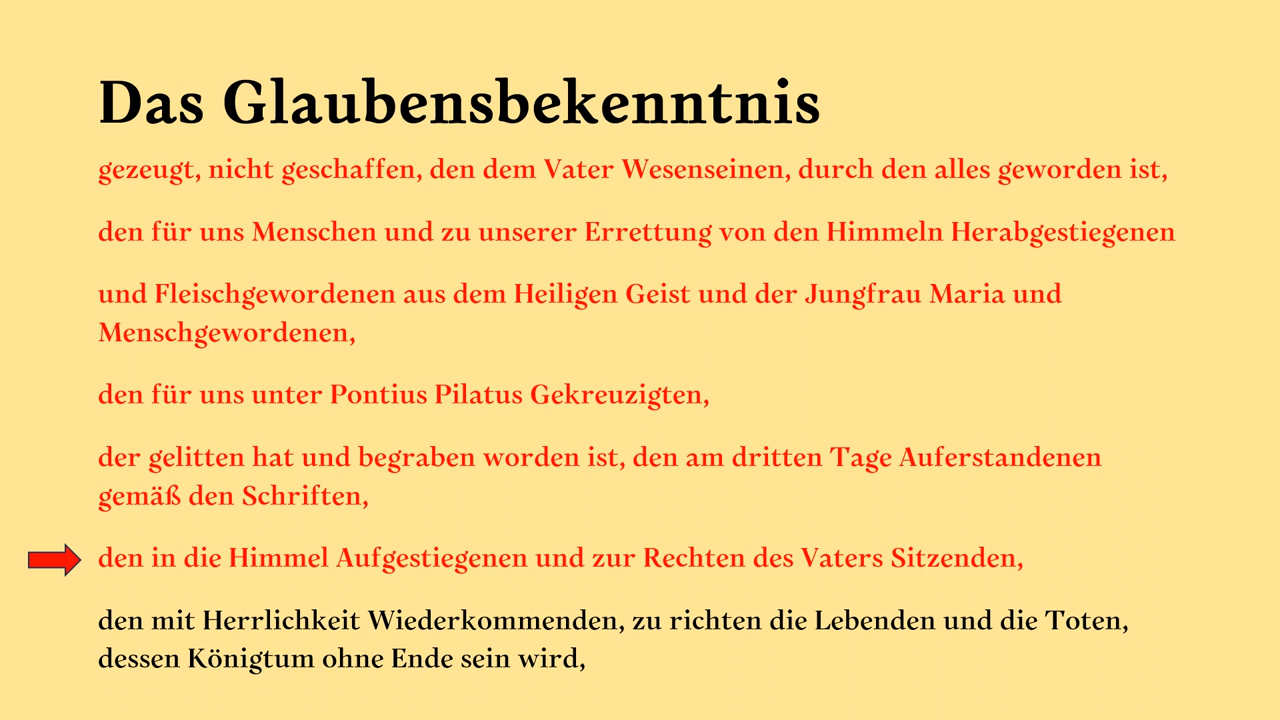 Das Glaubensbekenntnis
gezeugt, nicht geschaffen, den dem Vater Wesenseinen, durch den alles geworden ist,
den für uns Menschen und zu unserer Errettung von den Himmeln Herabgestiegenen
und Fleischgewordenen aus dem Heiligen Geist und der Jungfrau Maria und
Menschgewordenen,
den für uns unter Pontius Pilatus Gekreuzigten,
der gelitten hat und begraben worden ist, den am dritten Tage Auferstandenen
gemäß den Schriften,
den in die Himmel Aufgestiegenen und zur Rechten des Vaters Sitzenden,
den mit Herrlichkeit Wiederkommenden, zu richten die Lebenden und die Toten,
dessen Königtum ohne Ende sein wird,